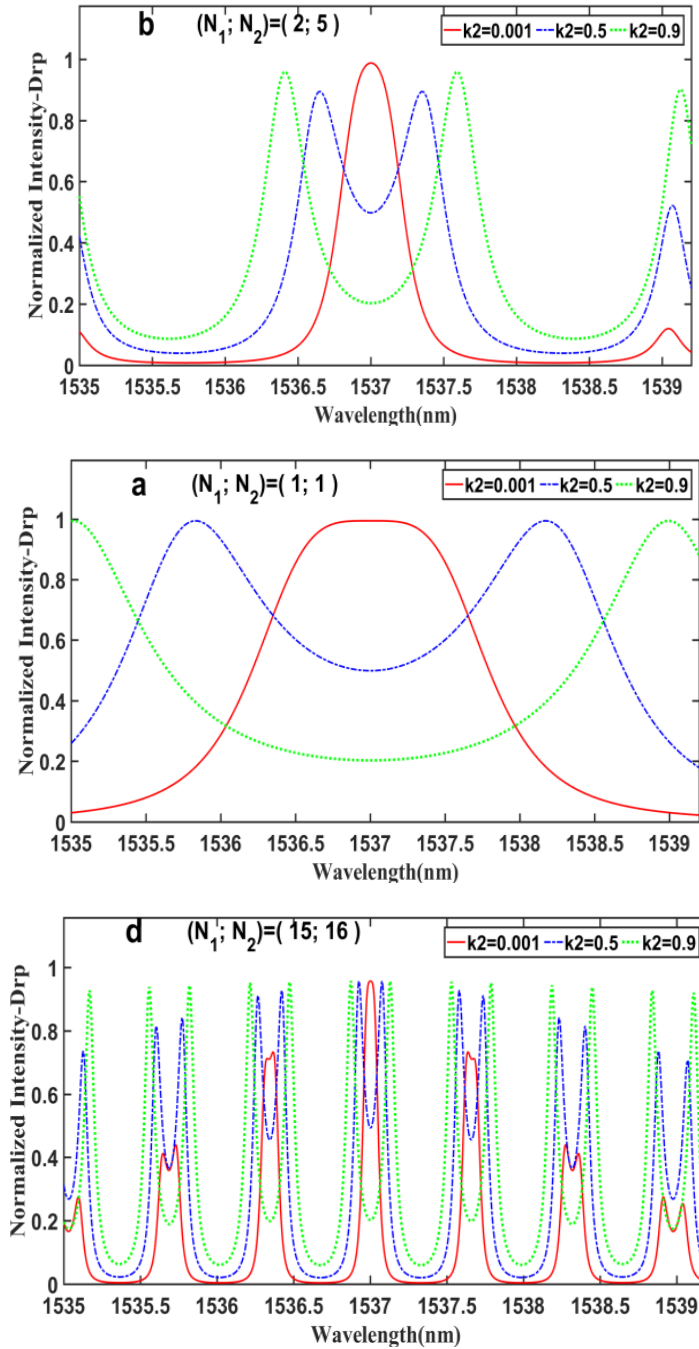 b (N1; N2)=( 2; 5 )
k2=0.001 k2=0.5 k2=0.9
Normalized Intensity-Drp
1
0.8
0.6
0.4
0.2
0
1535 1535.5 1536 1536.5 1537 1537.5 1538 1538.5 1539
Wavelength(nm)
a (N1; N2)=( 1; 1 )
k2=0.001 k2=0.5 k2=0.9
Normalized Intensity-Drp
1
0.8
0.6
0.4
0.2
0
1535 1535.5 1536 1536.5 1537 1537.5 1538 1538.5 1539
Wavelength(nm)
d (N1; N2)=( 15; 16 )
k2=0.001 k2=0.5 k2=0.9
Normalized Intensity-Drp
1
0.8
0.6
0.4
0.2
0
1535 1535.5 1536 1536.5 1537 1537.5 1538 1538.5 1539
Wavelength(nm)